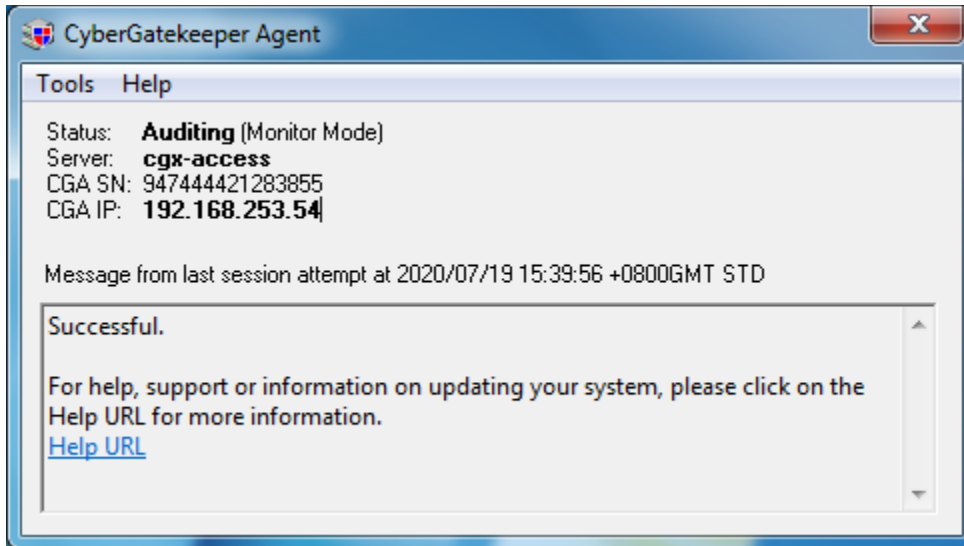 CyberGatekeeper Agent
Tools Help
Status: Auditing (Monitor Mode)
Server: cgx-access
CGA SN: 947444421283855
CGA IP: 192.168.253.54
Message from last session attempt at 2020/07/19 15:39:56 +0800GMT STD
Successful.
For help, support or information on updating your system, please click on the
Help URL for more information.
Help URL